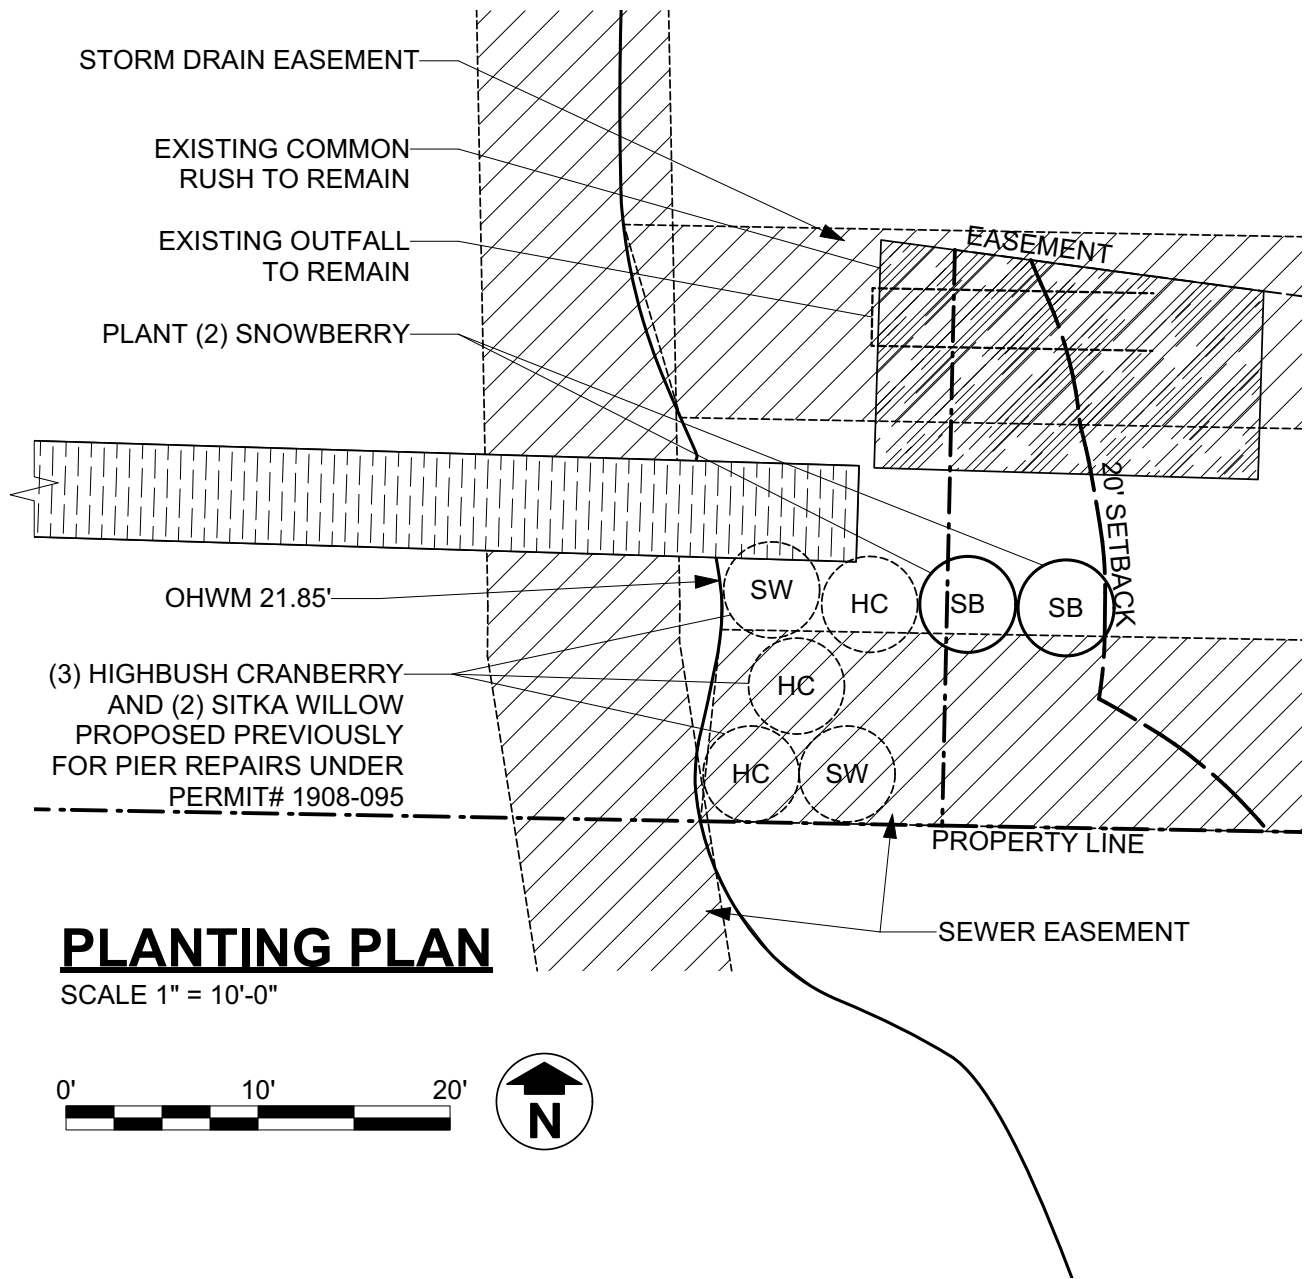 STORM DRAIN EASEMENT
EXISTING COMMON
RUSH TO REMAIN
EXISTING OUTFALL
TO REMAIN
PLANT (2) SNOWBERRY
EASEMENT
20' SETBACK
OHWM 21.85'
SW
HC
SB
SB
(3) HIGHBUSH CRANBERRY
AND (2) SITKA WILLOW
PROPOSED PREVIOUSLY
FOR PIER REPAIRS UNDER
PERMIT# 1908-095
HC
HC
SW
PROPERTY LINE
SEWER EASEMENT
PLANTING PLAN
SCALE 1" = 10'-0"
0'
10'
20'
N